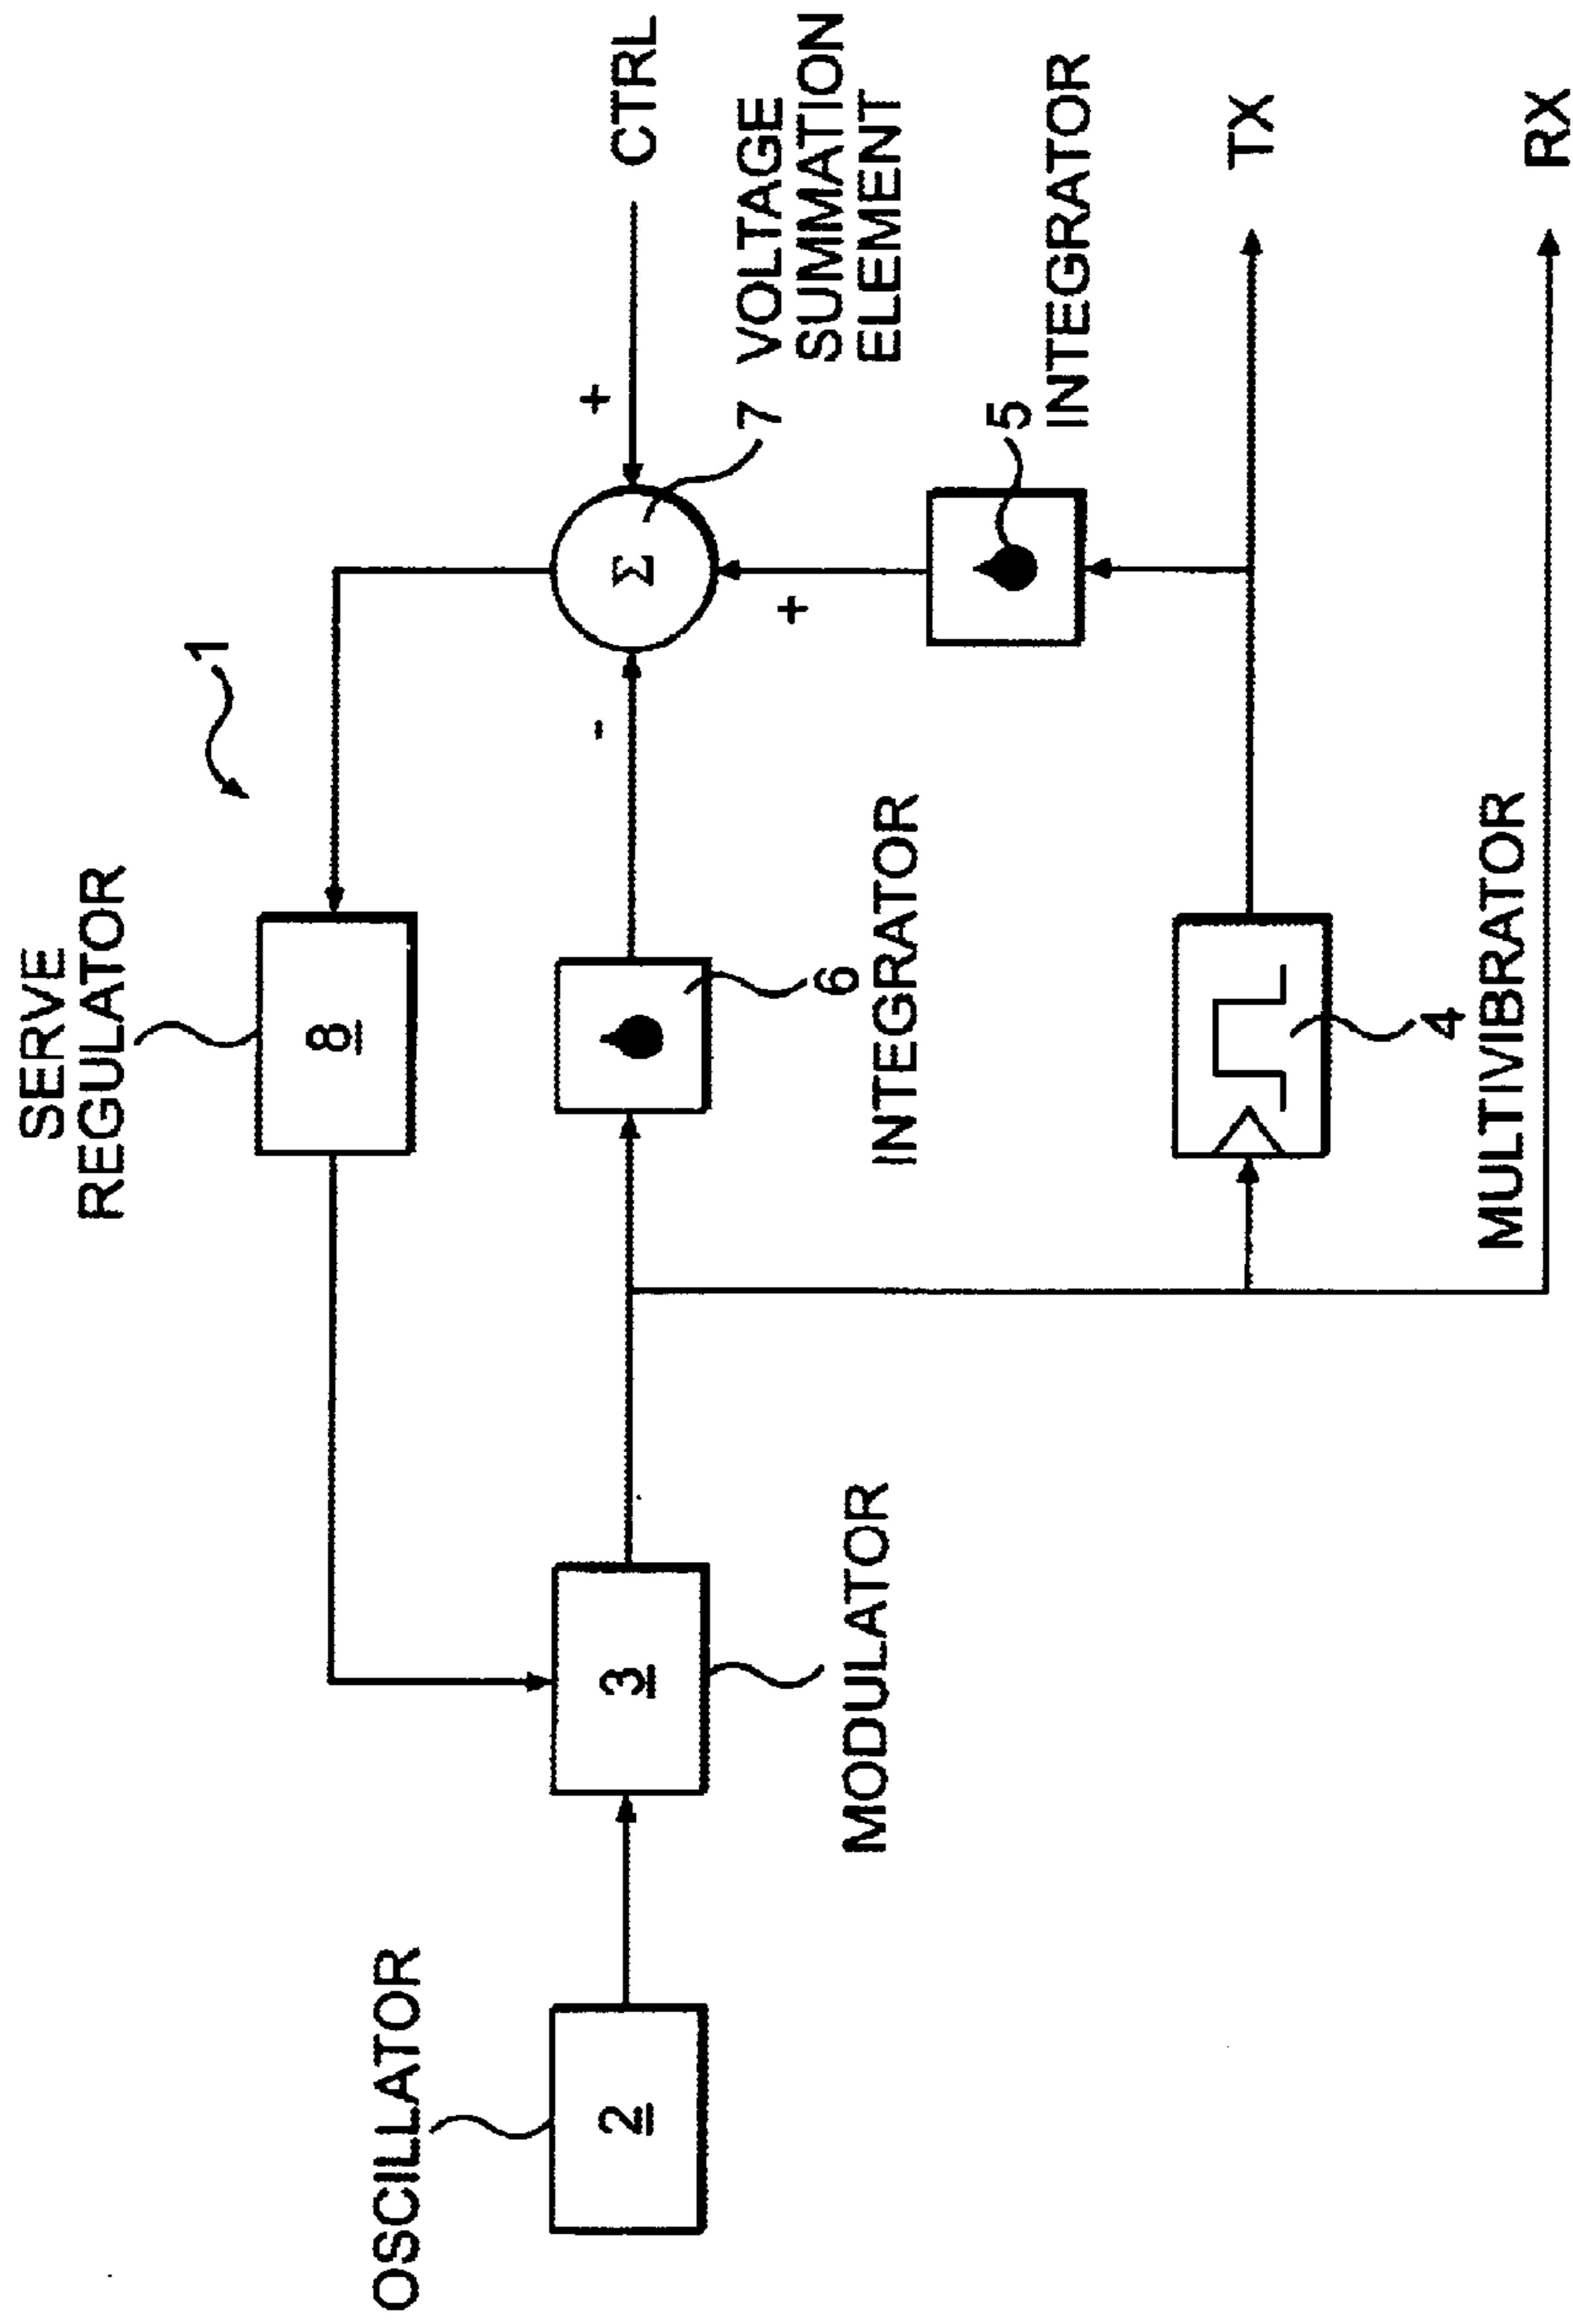 SERVE
REGULATOR
1
8
CTRL
+
OSCILLATOR
2
3
MODULATOR
6
INTEGRATOR
-
Σ
7
VOLTAGE
SUMMATION
ELEMENT
+
5
INTEGRATOR
4
MULTIVIBRATOR
TX
RX